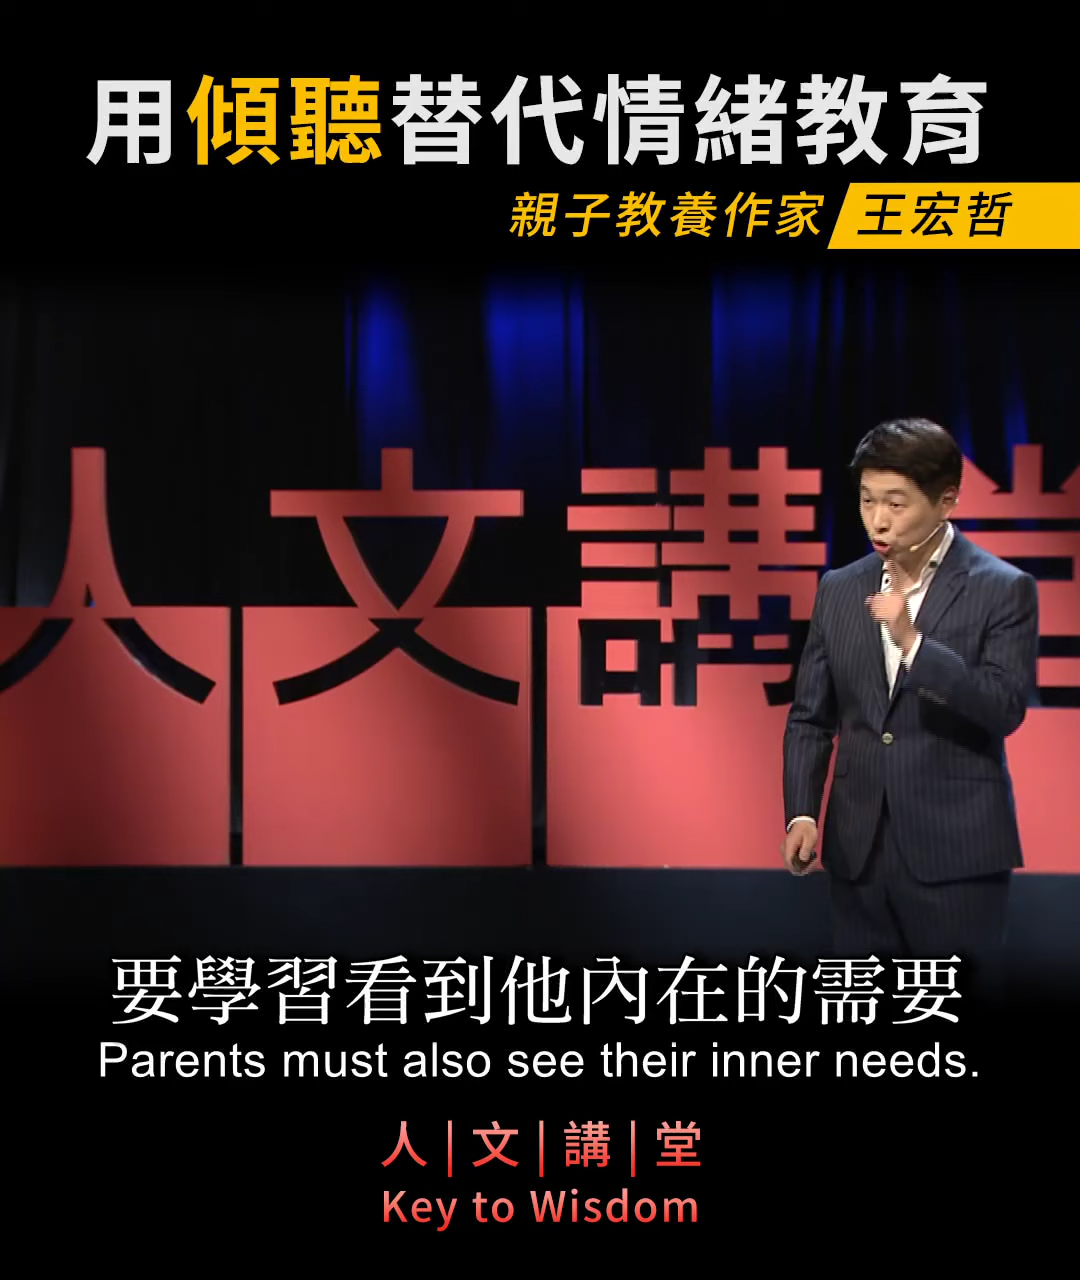 用傾聽替代情緒教育
親子教養作家 王宏哲
人文講堂
要學習看到他內在的需要
Parents must also see their inner needs.
人|文|講|堂
Key to Wisdom